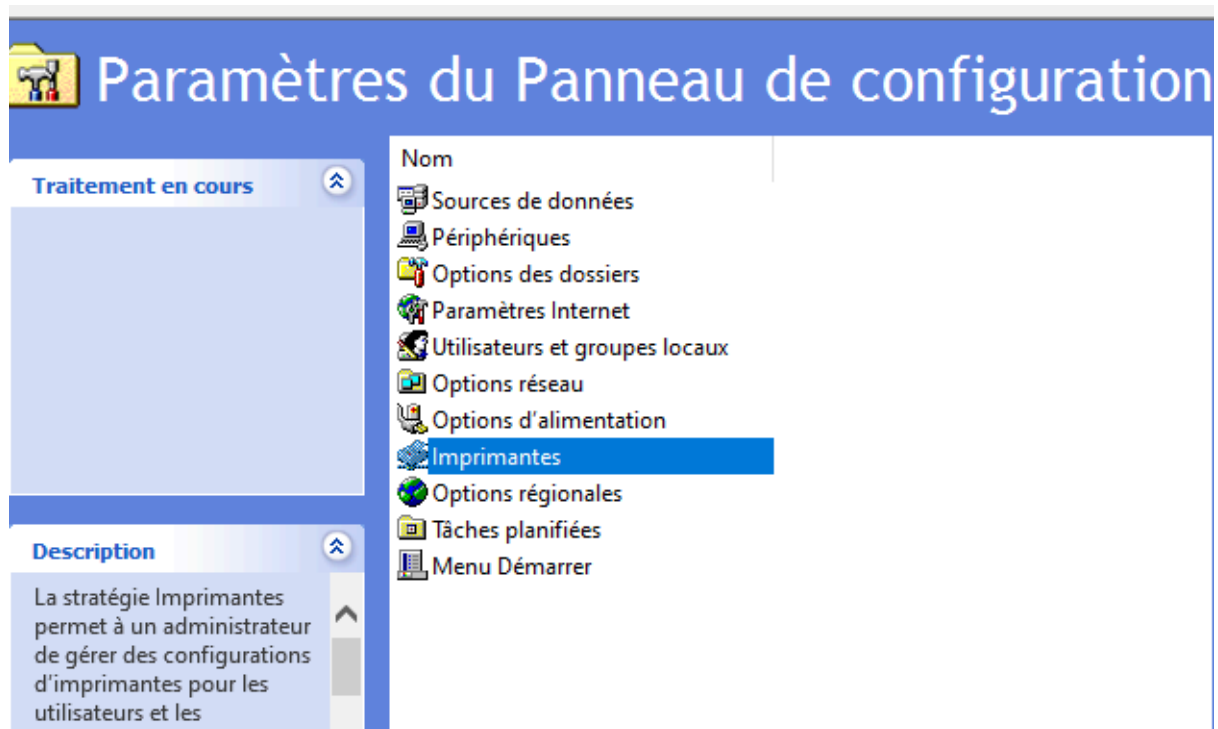 Paramètres du Panneau de configuration
Traitement en cours
Description
La stratégie Imprimantes
permet à un administrateur
de gérer des configurations
d'imprimantes pour les
utilisateurs et les
Nom
Sources de données
Périphériques
Options des dossiers
Paramètres Internet
Utilisateurs et groupes locaux
Options réseau
Options d'alimentation
Imprimantes
Options régionales
Tâches planifiées
Menu Démarrer